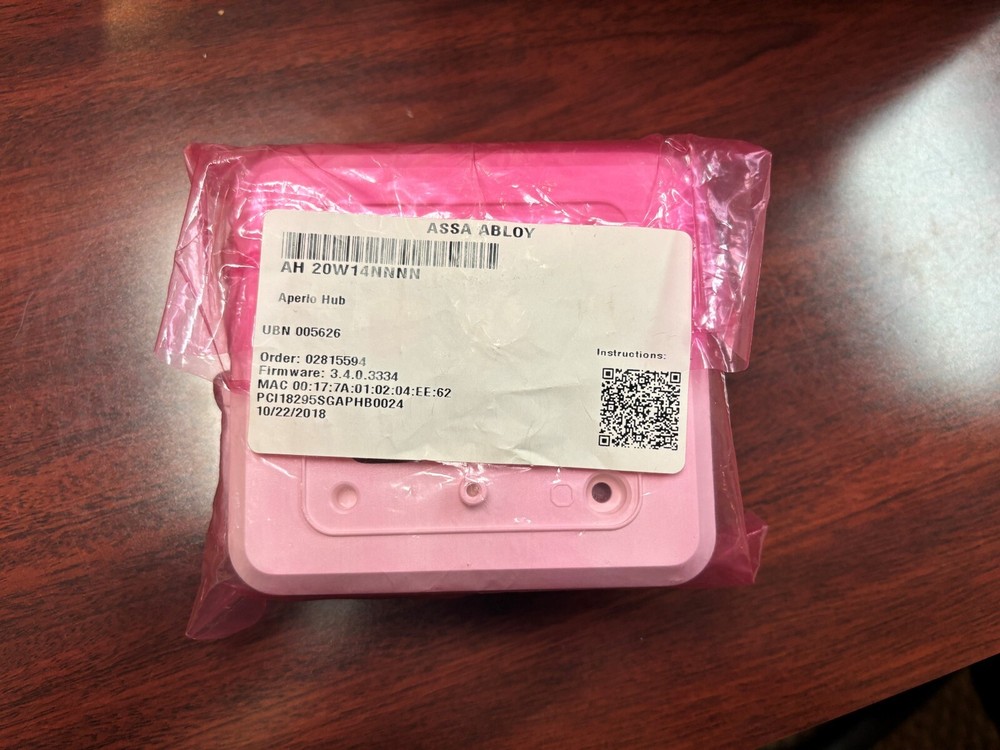 ASSA ABLOY
AH 20W14NNNN
Aperio Hub
UBN 005626
Order: 02815594
Firmware: 3.4.0.3334
MAC 00:17:7A:01:02:04:EE:62
PCI18295SGAPHB0024
10/22/2018
Instructions: